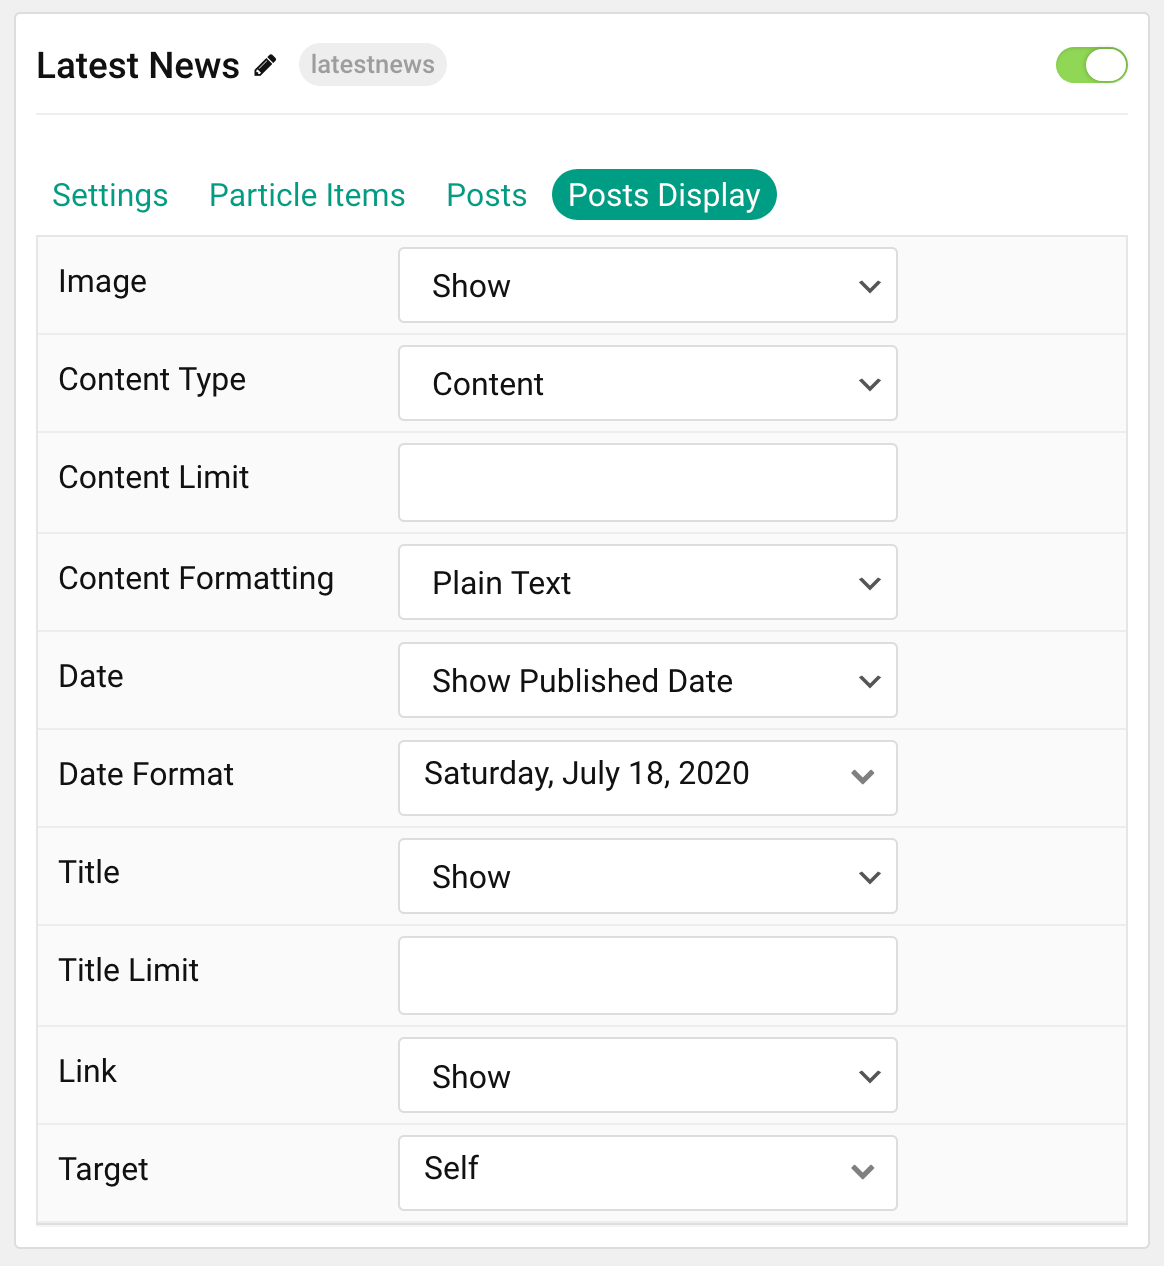 Latest News latestnews
Settings Particle Items Posts Posts Display
Image Show
Content Type Content
Content Limit
Content Formatting Plain Text
Date Show Published Date
Date Format Saturday, July 18, 2020
Title Show
Title Limit
Link Show
Target Self